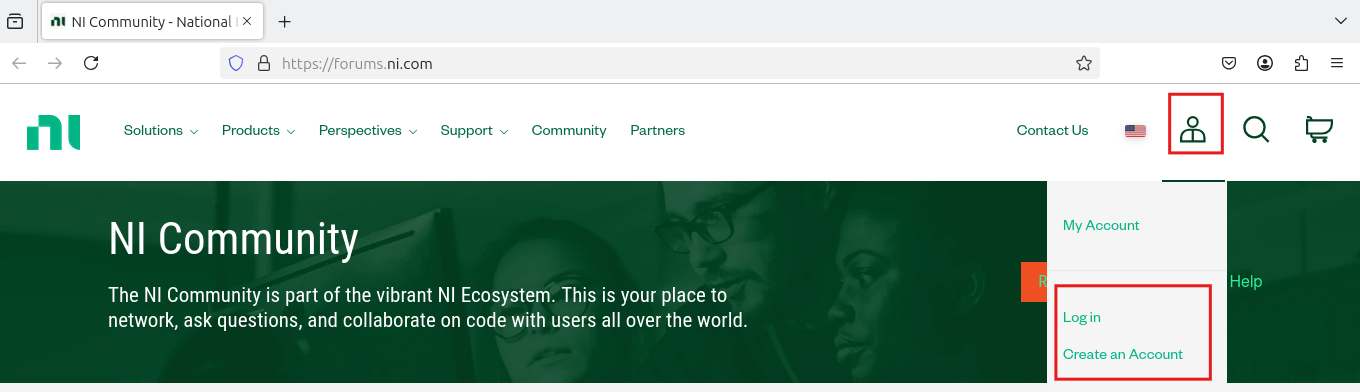 NI Community - National
https://forums.ni.com
Solutions
Products
Perspectives
Support
Community
Partners
Contact Us
NI Community
The NI Community is part of the vibrant NI Ecosystem. This is your place to
network, ask questions, and collaborate on code with users all over the world.
My Account
Help
Log in
Create an Account